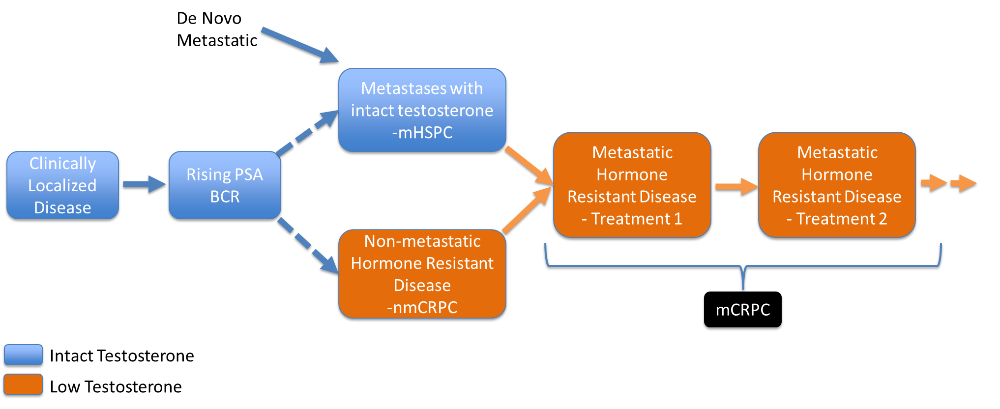 De Novo
Metastatic
Metastases with
intact testosterone
-mHSPC
Clinically
Localized
Disease
Rising PSA
BCR
Non-metastatic
Hormone Resistant
Disease
-nmCRPC
Metastatic
Hormone
Resistant Disease
- Treatment 1
Metastatic
Hormone
Resistant Disease
- Treatment 2
mCRPC
Intact Testosterone
Low Testosterone